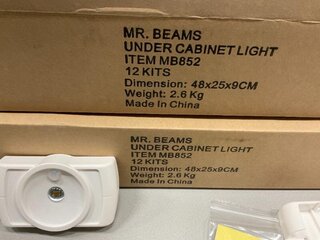 MR. BEAMS
UNDER CABINET LIGHT
ITEM MB852
12 KITS
Dimension: 48x25x9CM
Weight: 2.6 Kg
Made In China
MR. BEAMS
UNDER CABINET LIGHT
ITEM MB852
12 KITS
Dimension: 48x25x9CM
Weight: 2.6 Kg
Made In China